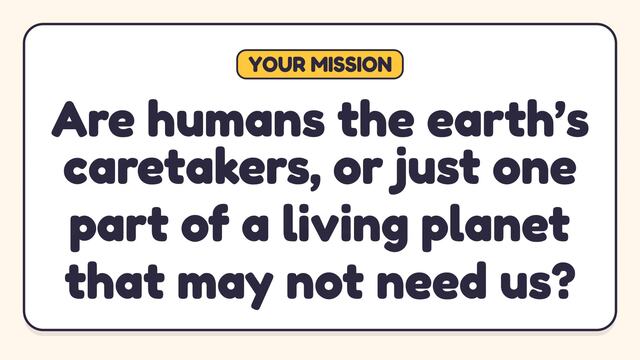 YOUR MISSION
Are humans the earth’s
caretakers, or just one
part of a living planet
that may not need us?